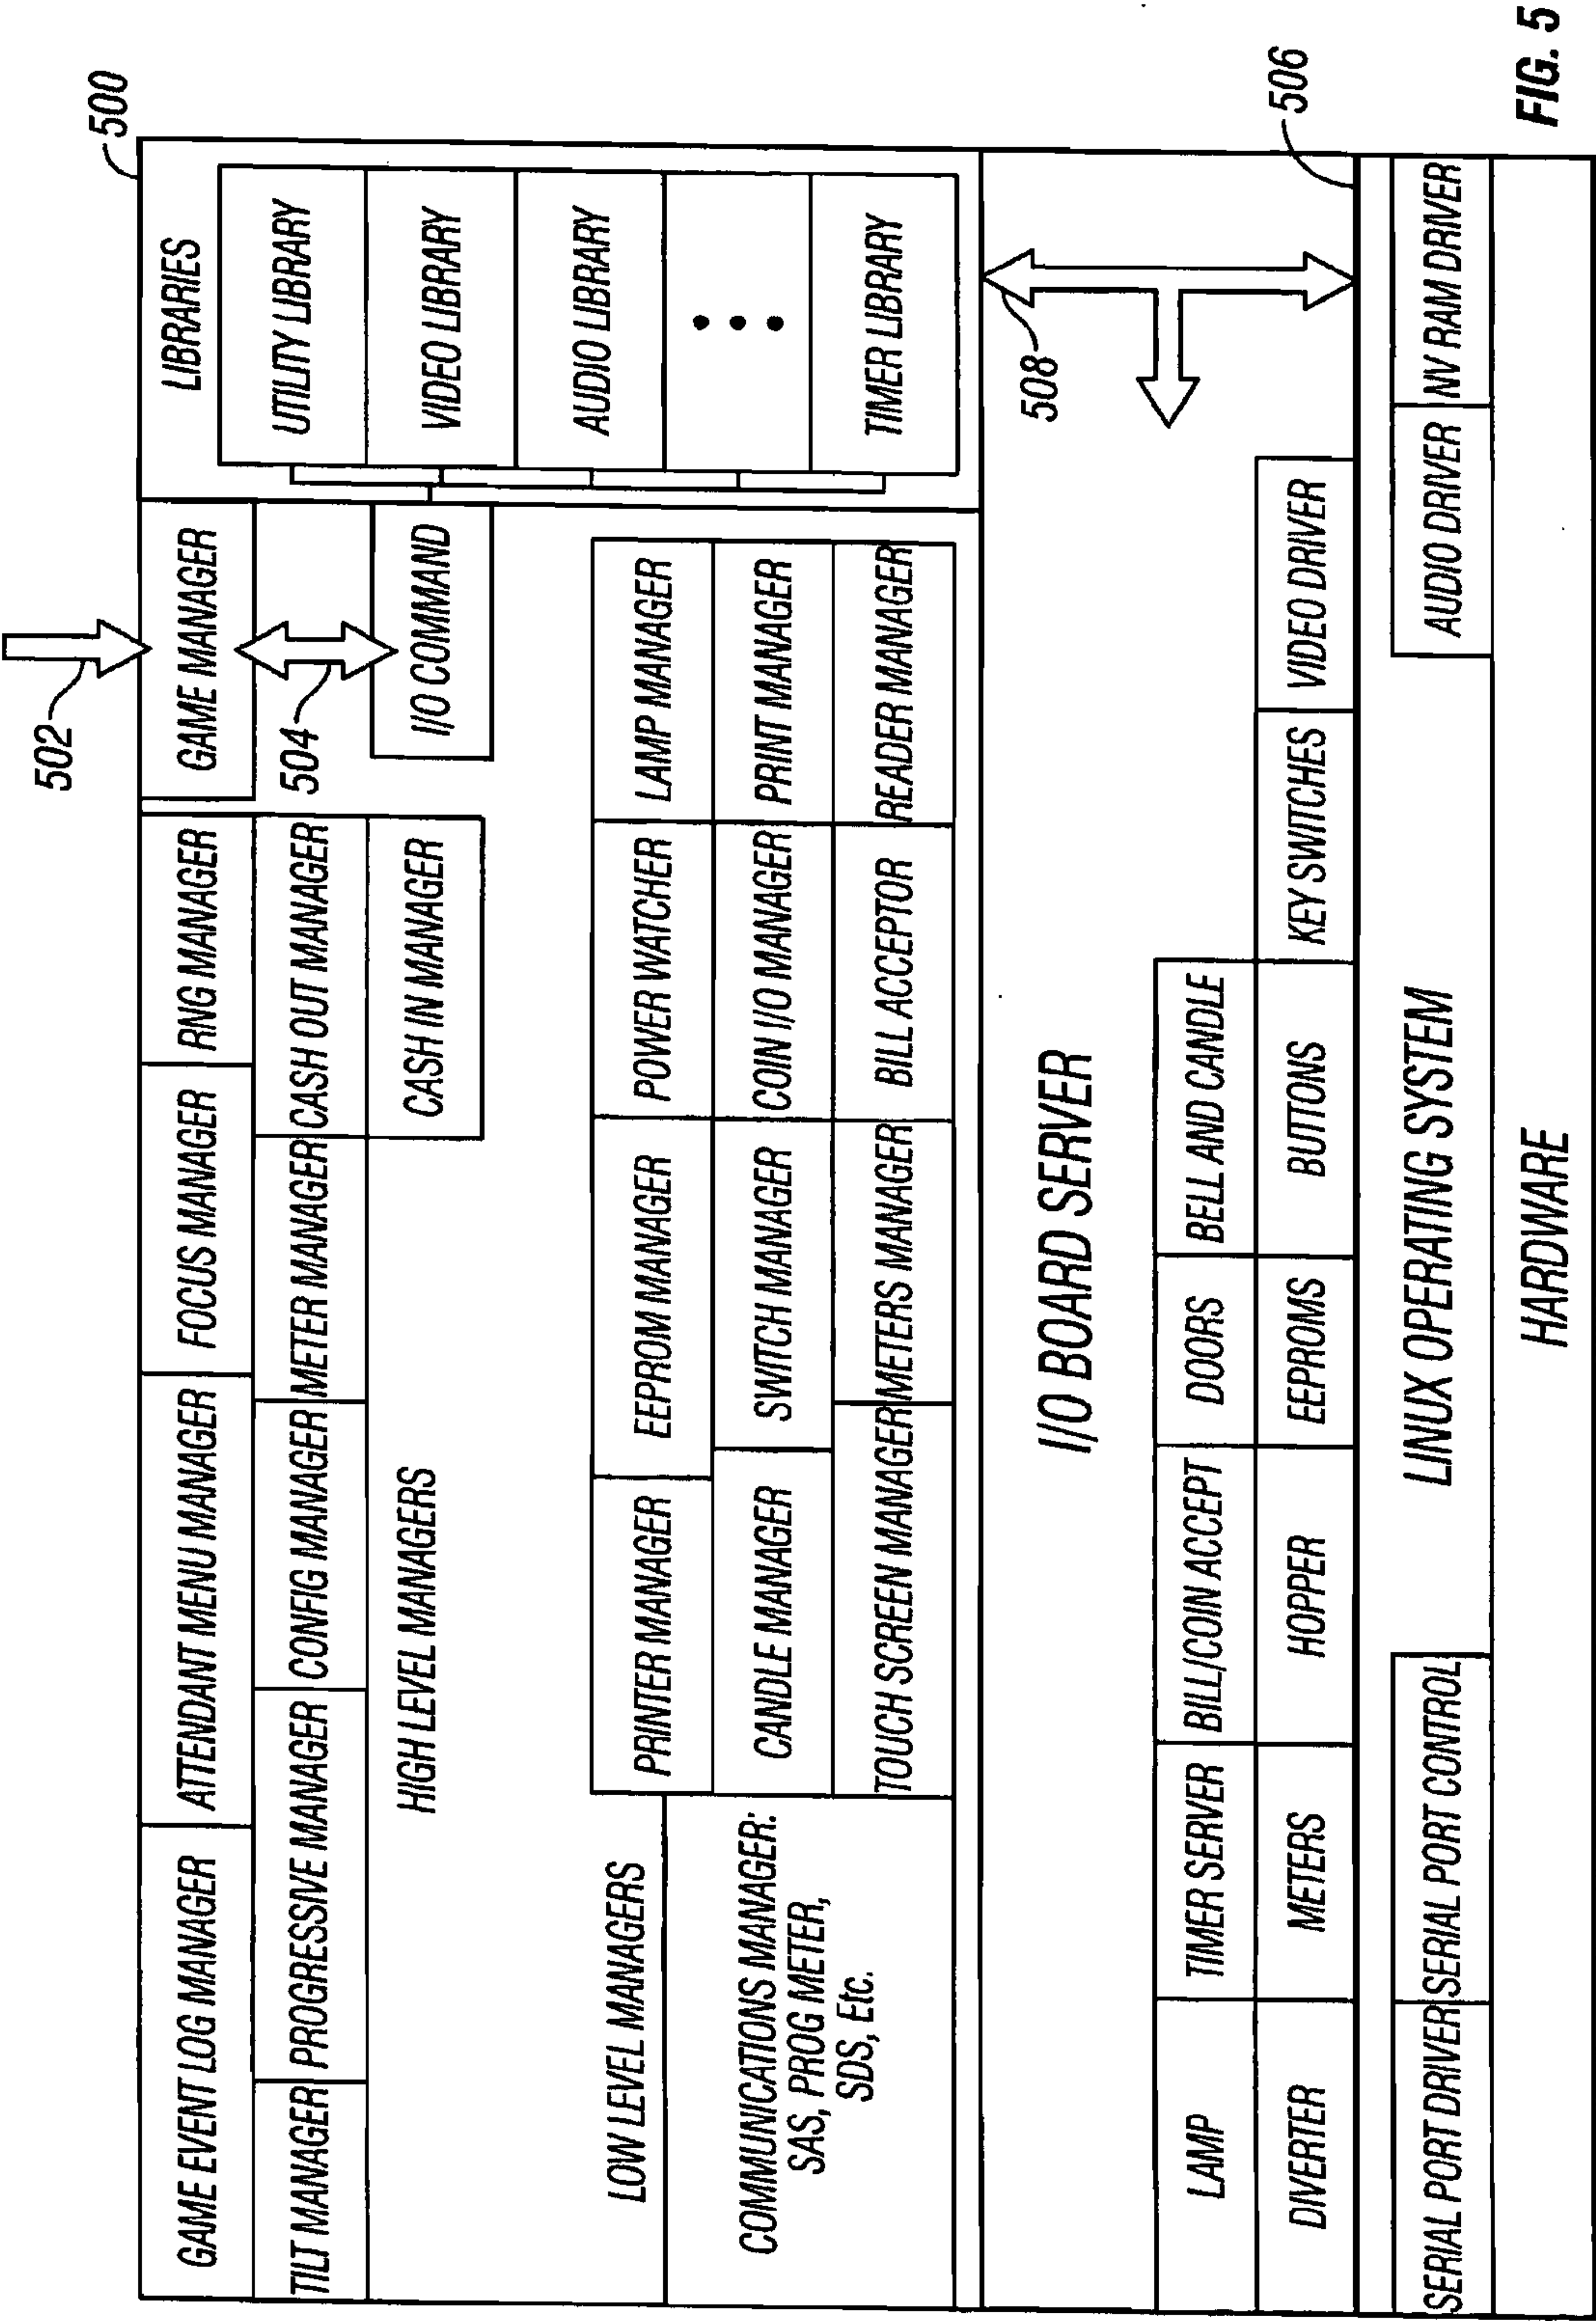 502
500
GAME EVENT LOG MANAGER
ATTENDANT MENU MANAGER
FOCUS MANAGER
RNG MANAGER
GAME MANAGER
LIBRARIES
TILT MANAGER
PROGRESSIVE MANAGER
CONFIG MANAGER
METER MANAGER
CASH OUT MANAGER
504
UTILITY LIBRARY
HIGH LEVEL MANAGERS
CASH IN MANAGER
I/O COMMAND
VIDEO LIBRARY
AUDIO LIBRARY
TIMER LIBRARY
LOW LEVEL MANAGERS
PRINTER MANAGER
EEPROM MANAGER
POWER WATCHER
LAMP MANAGER
COMMUNICATIONS MANAGER:
SAS, PROG METER,
SDS, Etc.
CANDLE MANAGER
SWITCH MANAGER
COIN I/O MANAGER
PRINT MANAGER
TOUCH SCREEN MANAGER
METERS MANAGER
BILL ACCEPTOR
READER MANAGER
I/O BOARD SERVER
508
LAMP
TIMER SERVER
BILL/COIN ACCEPT
DOORS
BELL AND CANDLE
DIVERTER
METERS
HOPPER
EEPROMS
BUTTONS
KEY SWITCHES
VIDEO DRIVER
506
SERIAL PORT DRIVER
SERIAL PORT CONTROL
LINUX OPERATING SYSTEM
AUDIO DRIVER
NV RAM DRIVER
HARDWARE
FIG. 5